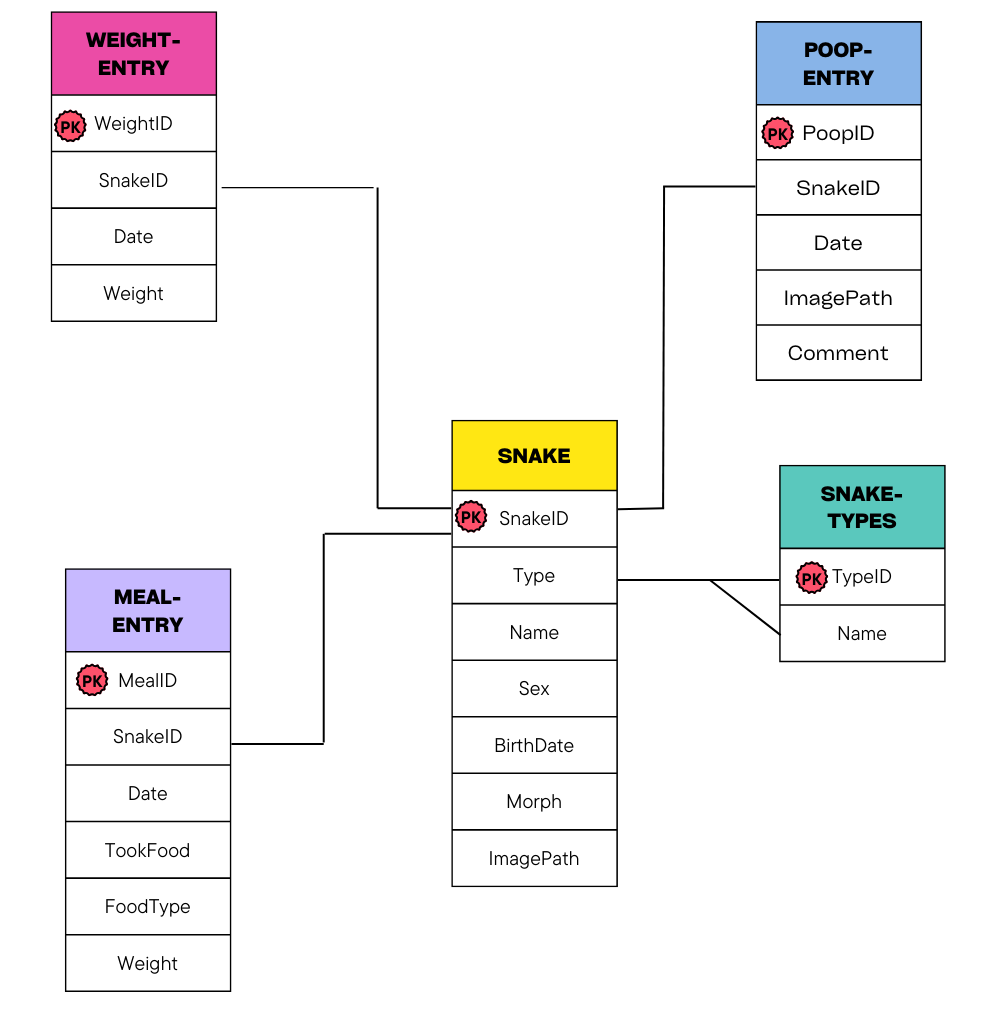 WEIGHT-
ENTRY
PK WeightID
SnakeID
Date
Weight
POOP-
ENTRY
PK PoopID
SnakeID
Date
ImagePath
Comment
SNAKE
PK SnakeID
Type
Name
Sex
BirthDate
Morph
ImagePath
SNAKE-
TYPES
PK TypeID
Name
MEAL-
ENTRY
PK MealID
SnakeID
Date
TookFood
FoodType
Weight